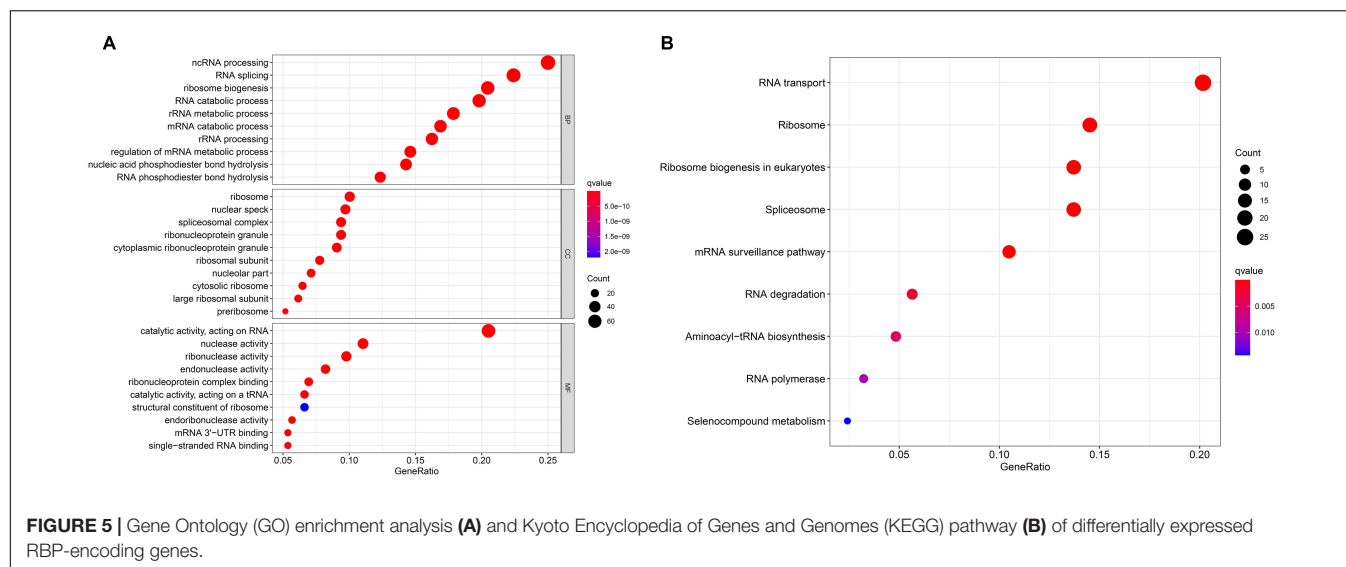 A
ncRNA processing
RNA splicing
ribosome biogenesis
RNA catabolic process
rRNA metabolic process
mRNA catabolic process
rRNA processing
regulation of mRNA metabolic process
nucleic acid phosphodiester bond hydrolysis
RNA phosphodiester bond hydrolysis
BP
ribosome
nuclear speck
spliceosomal complex
ribonucleoprotein granule
cytoplasmic ribonucleoprotein granule
ribosomal subunit
nucleolar part
cytosolic ribosome
large ribosomal subunit
preribosome
CC
catalytic activity, acting on RNA
nuclease activity
ribonuclease activity
endonuclease activity
ribonucleoprotein complex binding
catalytic activity, acting on a tRNA
structural constituent of ribosome
endoribonuclease activity
mRNA 3'−UTR binding
single−stranded RNA binding
MF
0.05 0.10 0.15 0.20 0.25
GeneRatio
qvalue
5.0e−10
1.0e−09
1.5e−09
2.0e−09
Count
20
40
60
B
RNA transport
Ribosome
Ribosome biogenesis in eukaryotes
Spliceosome
mRNA surveillance pathway
RNA degradation
Aminoacyl−tRNA biosynthesis
RNA polymerase
Selenocompound metabolism
0.05 0.10 0.15 0.20
GeneRatio
Count
5
10
15
20
25
qvalue
0.005
0.010
FIGURE 5 | Gene Ontology (GO) enrichment analysis (A) and Kyoto Encyclopedia of Genes and Genomes (KEGG) pathway (B) of differentially expressed
RBP-encoding genes.